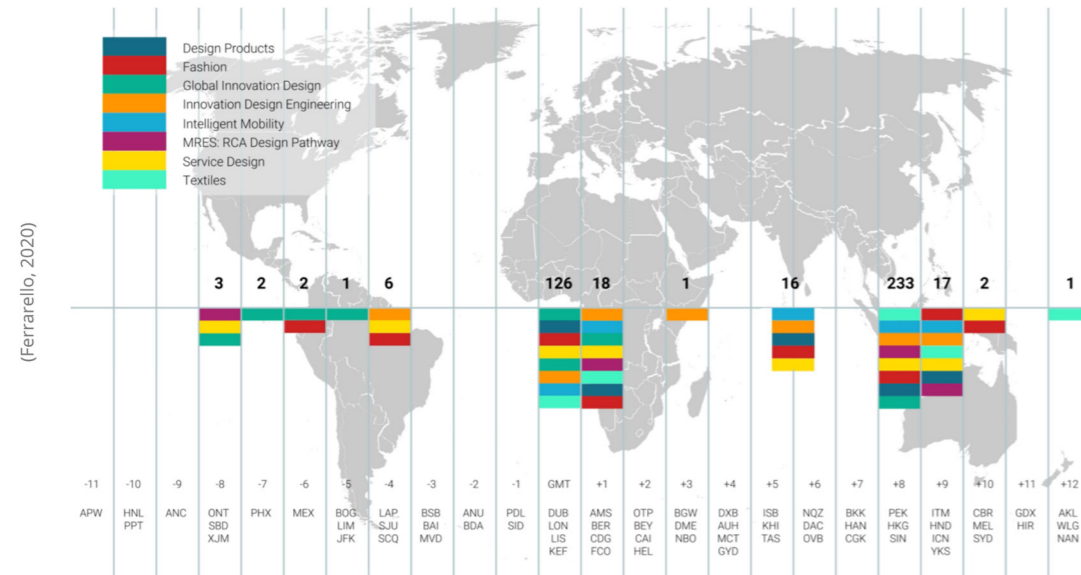 Design Products
Fashion
Global Innovation Design
Innovation Design Engineering
Intelligent Mobility
MRES: RCA Design Pathway
Service Design
Textiles
(Ferrarello, 2020)
3 2 2 1 6 126 18 1 16 233 17 2 1
-11 -10 -9 -8 -7 -6 -5 -4 -3 -2 -1 GMT +1 +2 +3 +4 +5 +6 +7 +8 +9 +10 +11 +12
APW HNL ANC ONT PHX MEX BOG LAP BSB ANU PDL DUB AMS OTP BGW DXB ISB NQZ BKK PEK ITM CBR GDX AKL
PPT SBD LIM SJU BAI BDA SID LON BER BEY DME AUH KHI DAC HAN HKG HND MEL HIR WLG
XJM JFK SCQ MVD LIS CDG CAI NBO MCT TAS OVB CGK SIN ICN SYD NAN
KEF FCO HEL GYD YKS